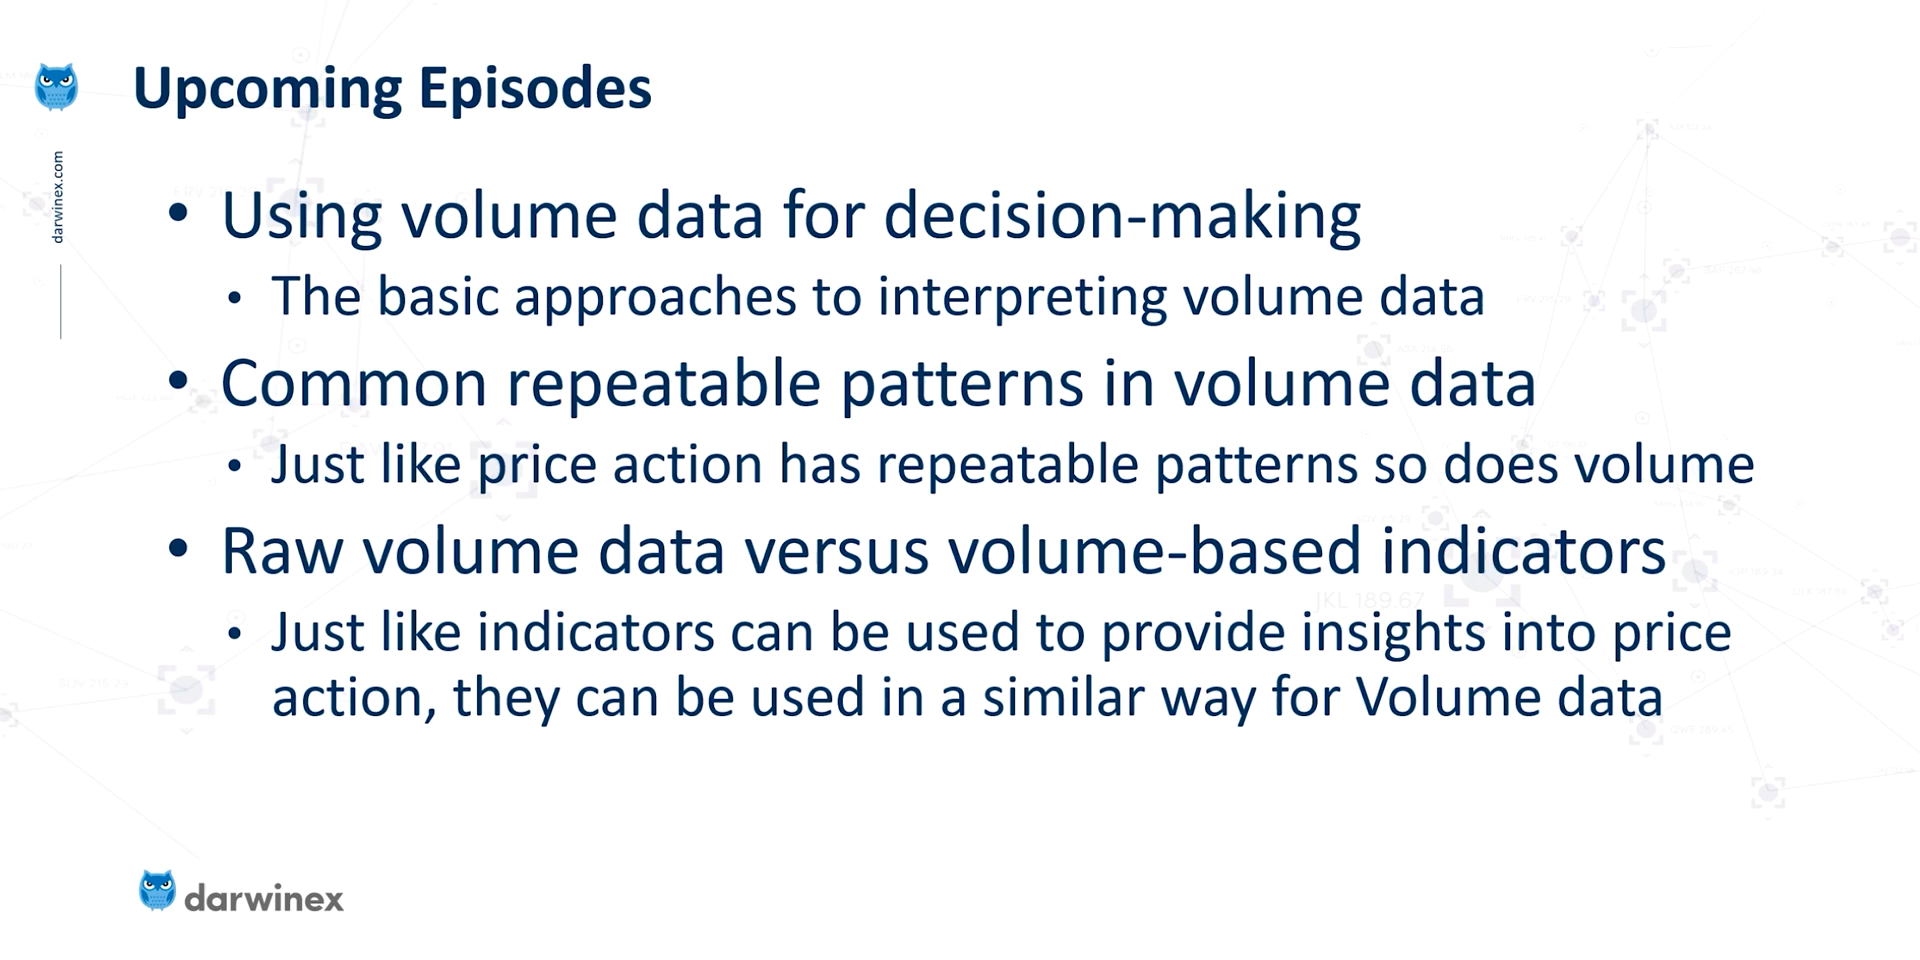 Upcoming Episodes
darwinex.com
• Using volume data for decision-making
• The basic approaches to interpreting volume data
• Common repeatable patterns in volume data
• Just like price action has repeatable patterns so does volume
• Raw volume data versus volume-based indicators
JKL 189.67
• Just like indicators can be used to provide insights into price
action, they can be used in a similar way for Volume data
darwinex